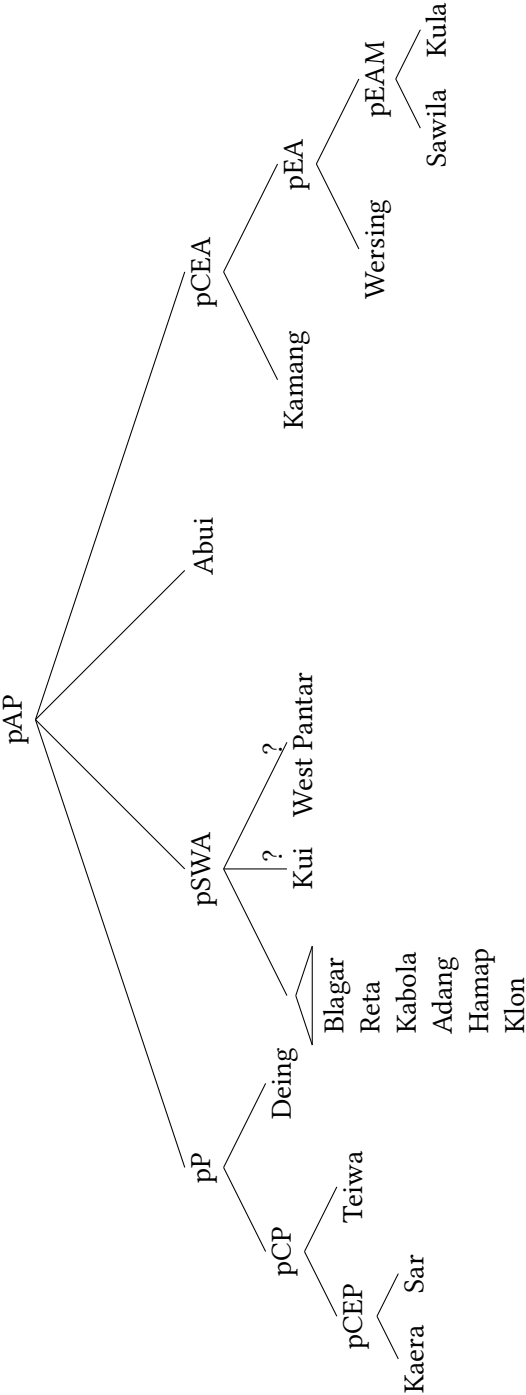 pAP
pP
pSWA
Abui
pCEA
pCP
Deing
?
?
Kui
West Pantar
Kamang
pEA
pCEP
Teiwa
Blagar
Reta
Kabola
Adang
Hamap
Klon
Wersing
pEAM
Kaera
Sar
Sawila
Kula